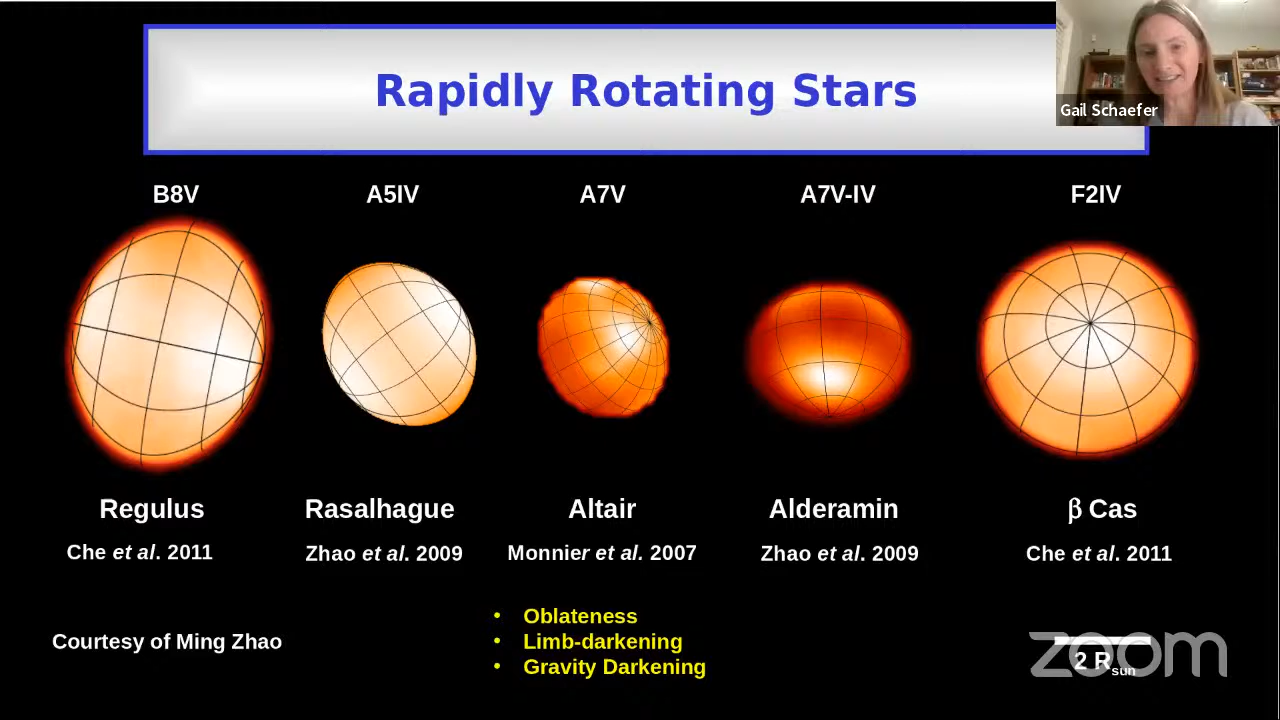 Rapidly Rotating Stars
Gail Schaefer
B8V
A5IV
A7V
A7V-IV
F2IV
Regulus
Rasalhague
Altair
Alderamin
β Cas
Che et al. 2011
Zhao et al. 2009
Monnier et al. 2007
Zhao et al. 2009
Che et al. 2011
• Oblateness
• Limb-darkening
• Gravity Darkening
Courtesy of Ming Zhao
2 Rsun
zoom